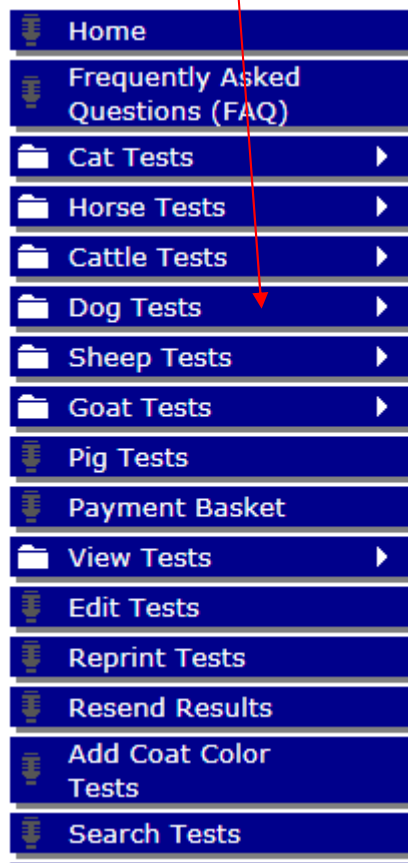 Home
Frequently Asked
Questions (FAQ)
Cat Tests
Horse Tests
Cattle Tests
Dog Tests
Sheep Tests
Goat Tests
Pig Tests
Payment Basket
View Tests
Edit Tests
Reprint Tests
Resend Results
Add Coat Color
Tests
Search Tests